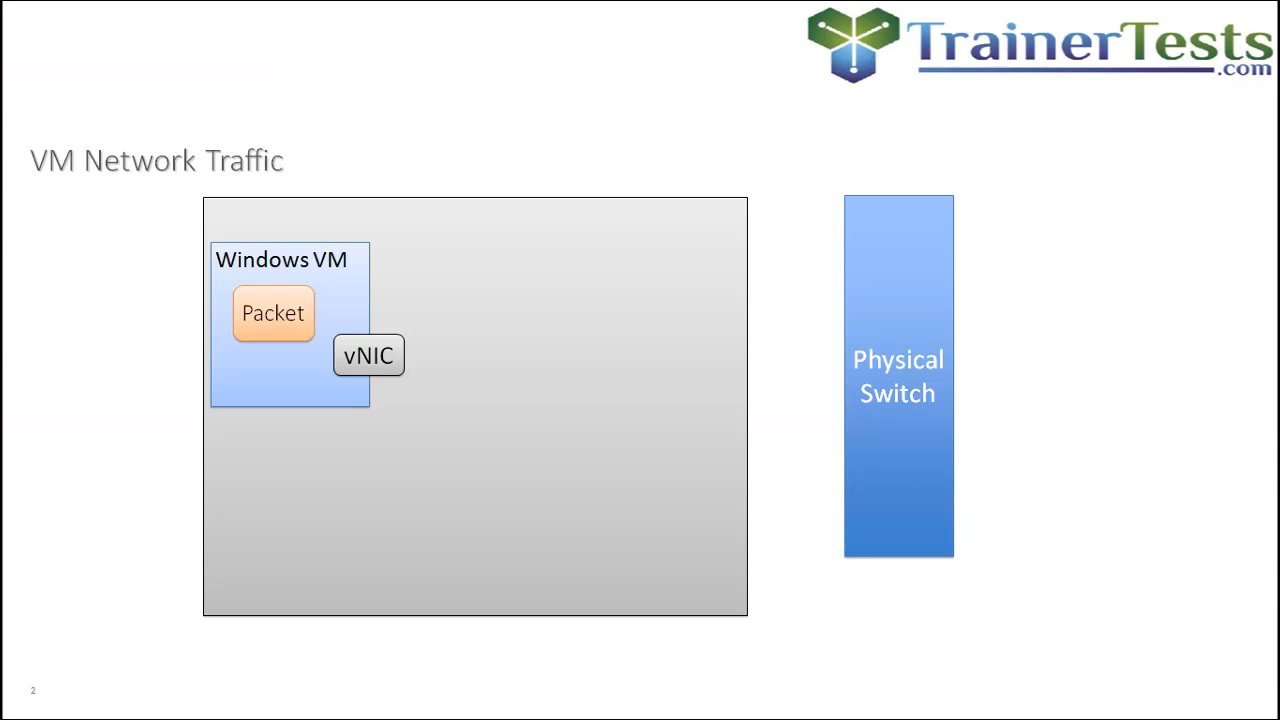 TrainerTests
.com
VM Network Traffic
Windows VM
Packet
vNIC
Physical
Switch
2